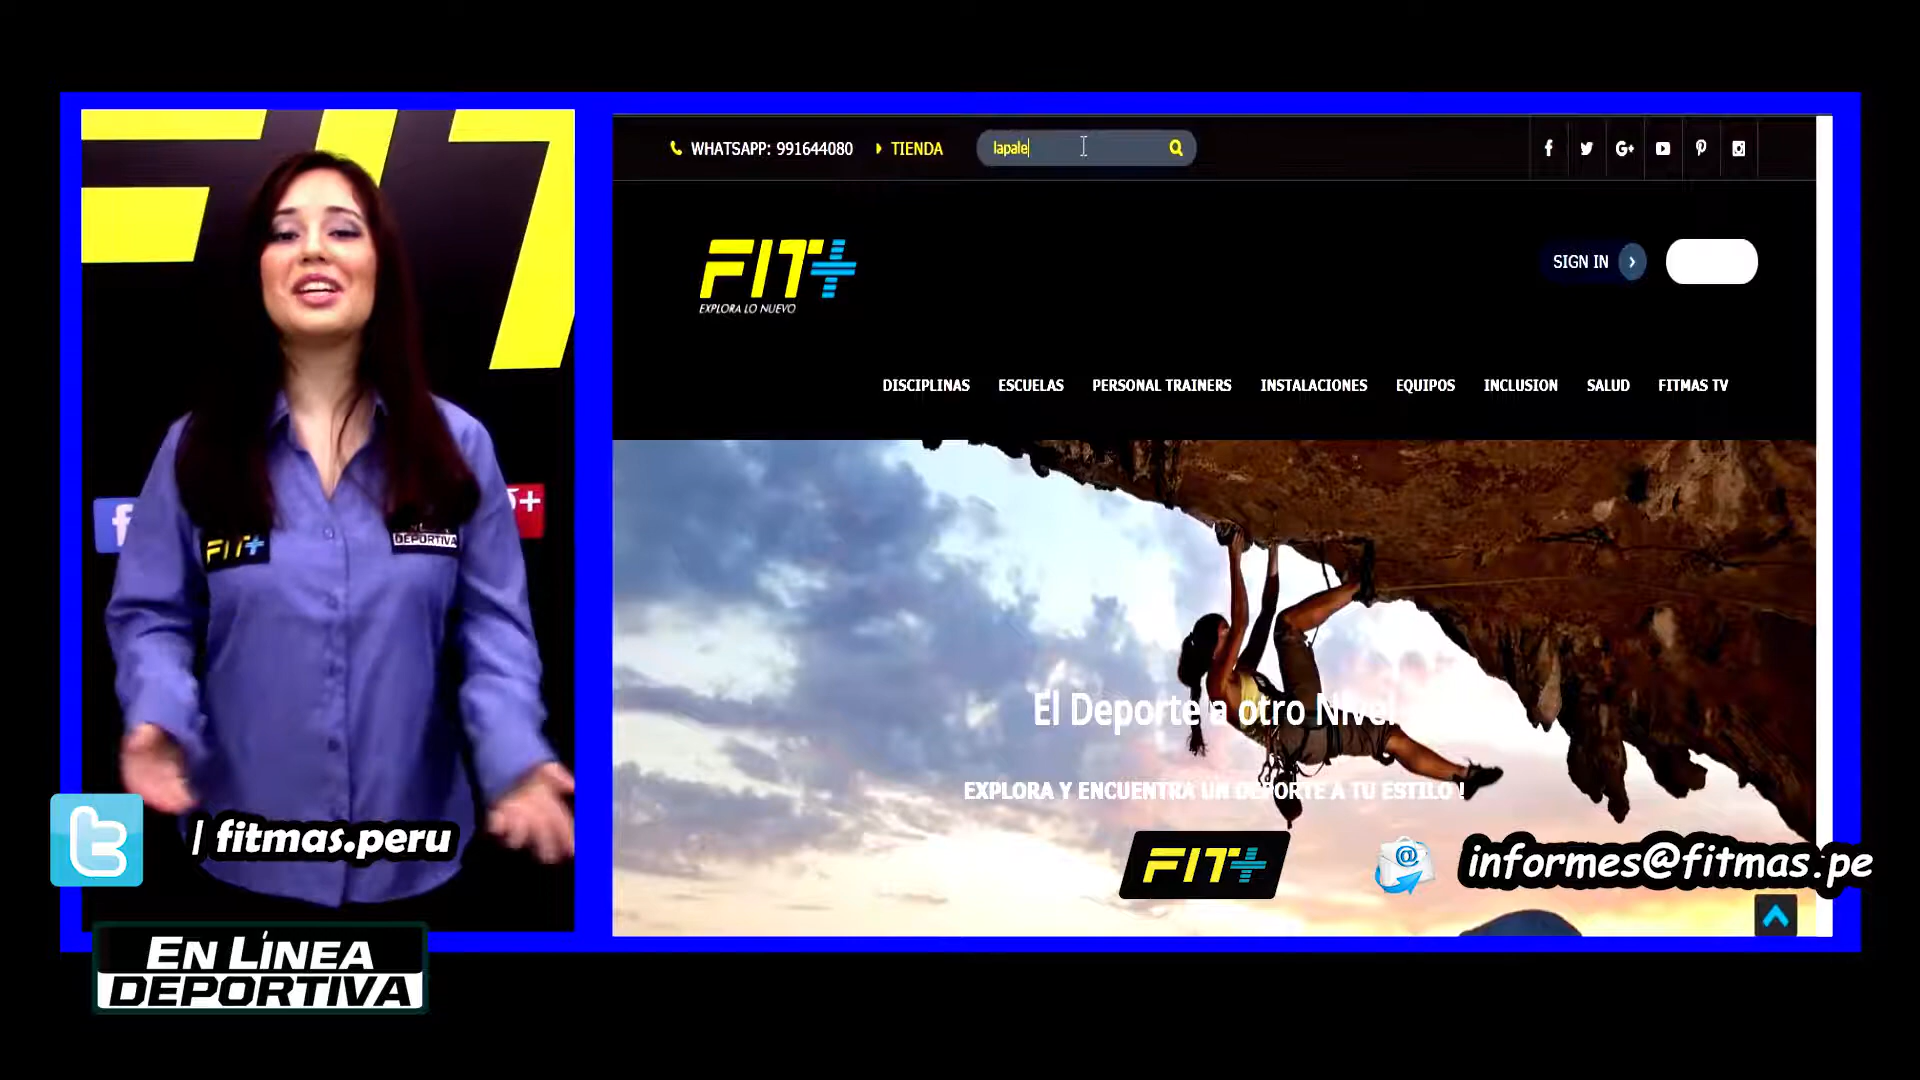 WHATSAPP: 991644080
TIENDA
lapale
FIT+
EXPLORA LO NUEVO
SIGN IN
DISCIPLINAS
ESCUELAS
PERSONAL TRAINERS
INSTALACIONES
EQUIPOS
INCLUSION
SALUD
FITMAS TV
El Deporte a otro Nivel
EXPLORA Y ENCUENTRA UN DEPORTE A TU ESTILO !
FIT+
informes@fitmas.pe
FIT+
DEPORTIVA
| fitmas.peru
EN LÍNEA
DEPORTIVA